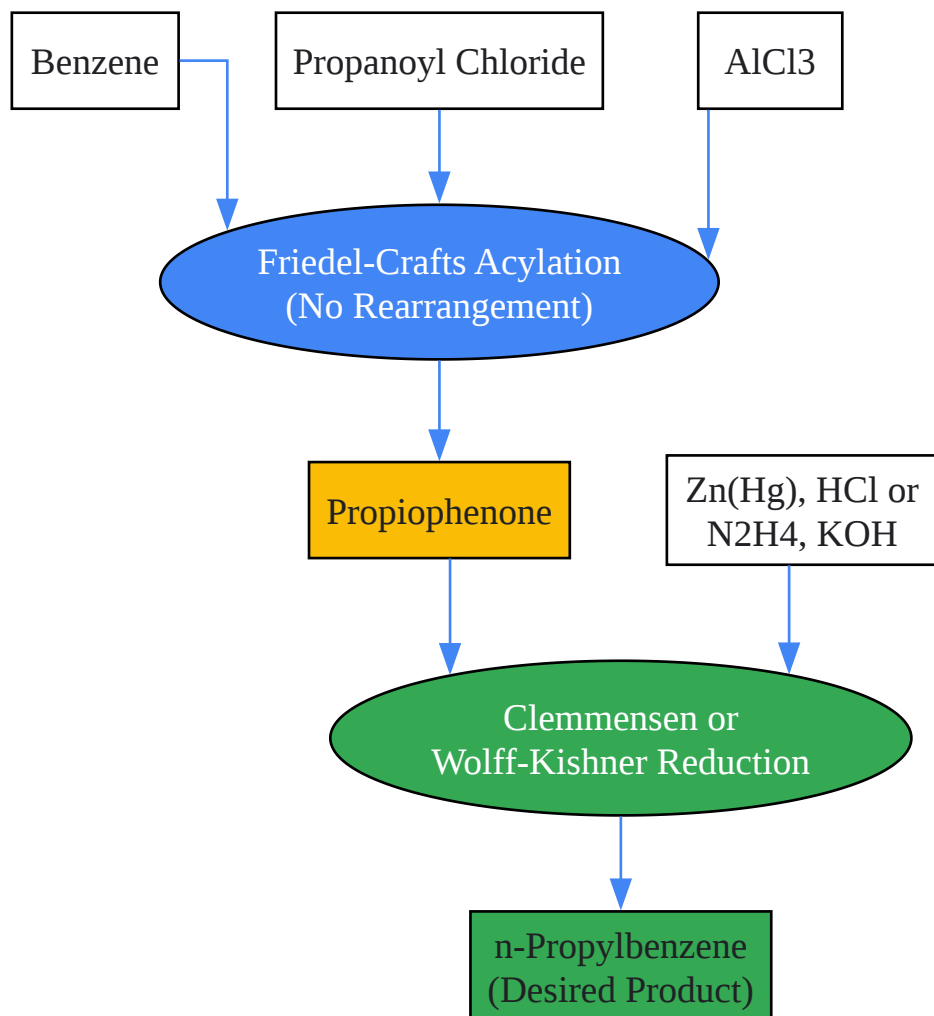 Benzene
Propanoyl Chloride
AlCl3
Friedel-Crafts Acylation
(No Rearrangement)
Propiophenone
Zn(Hg), HCl or
N2H4, KOH
Clemmensen or
Wolff-Kishner Reduction
n-Propylbenzene
(Desired Product)